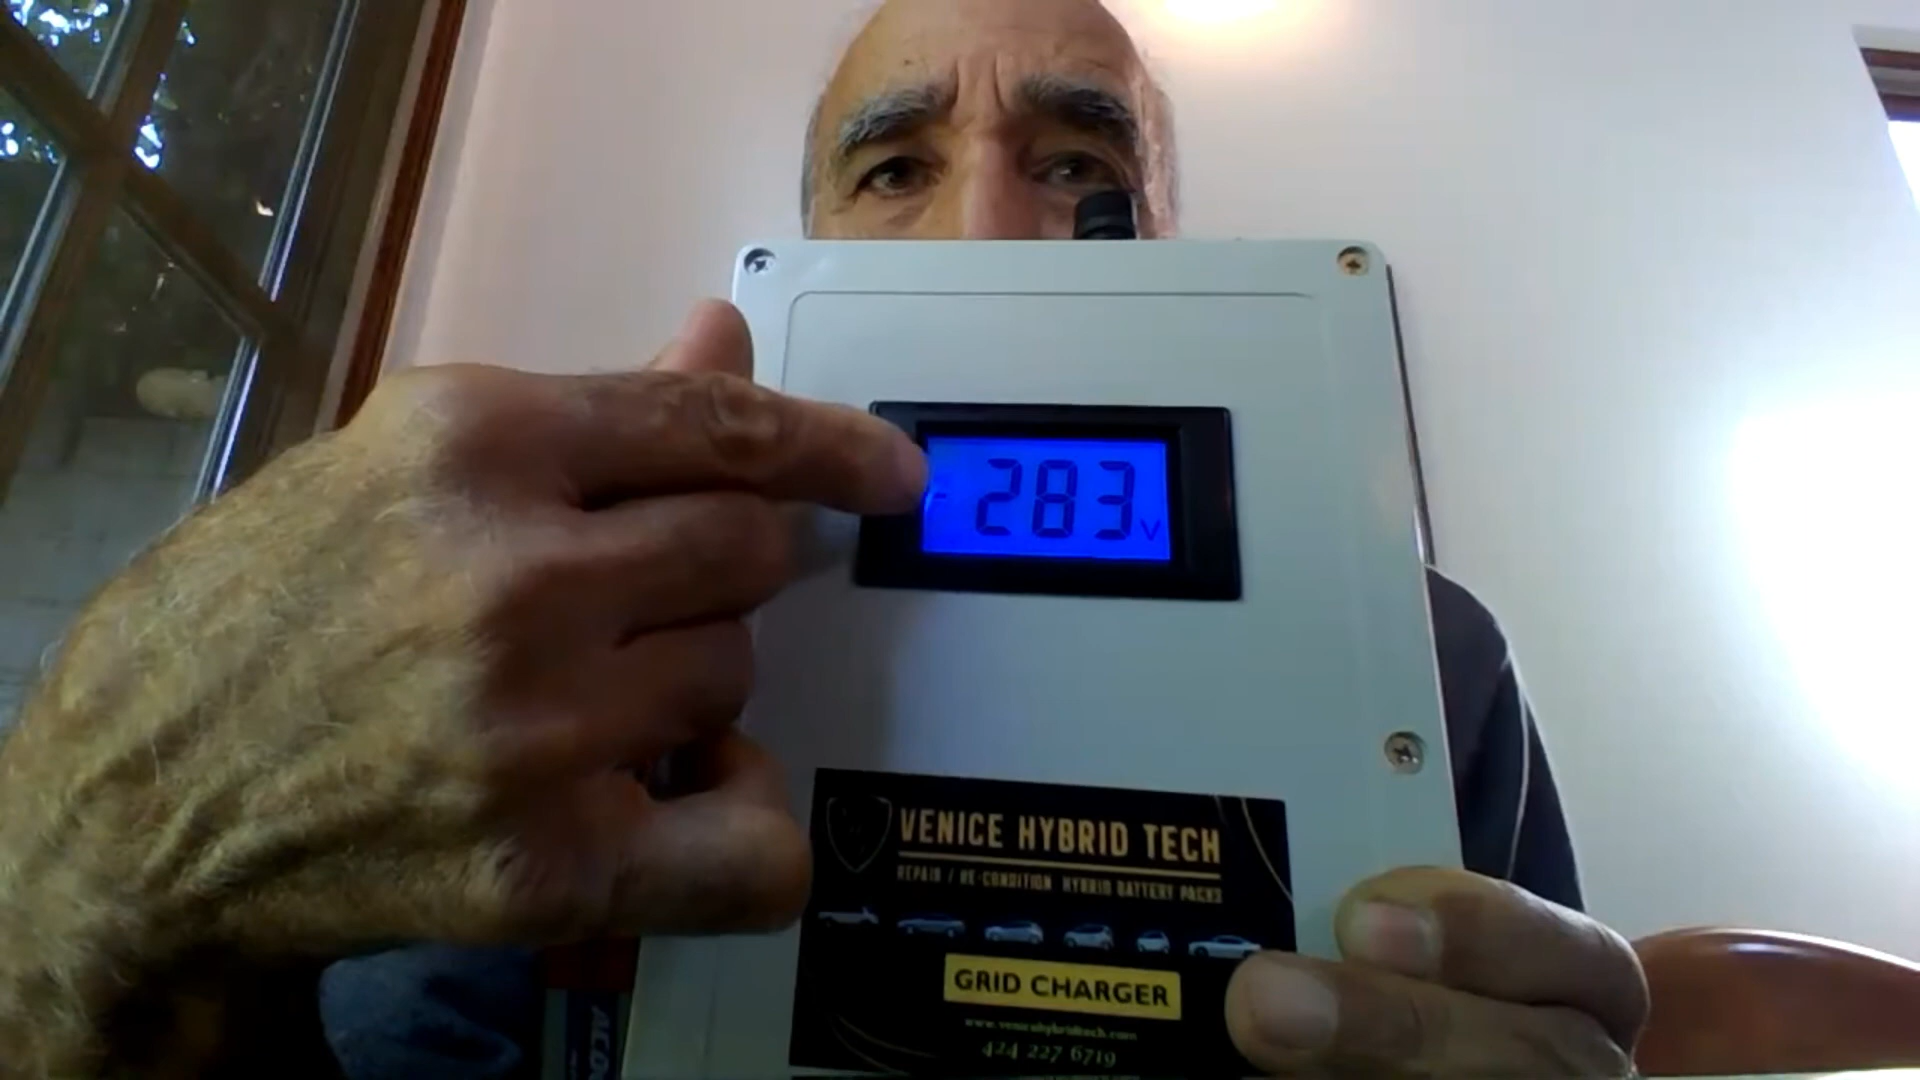 283 V
VENICE HYBRID TECH
REPAIR / RE-CONDITION HYBRID BATTERY PACKS
GRID CHARGER
www.venicehybridtech.com
424 227 6719